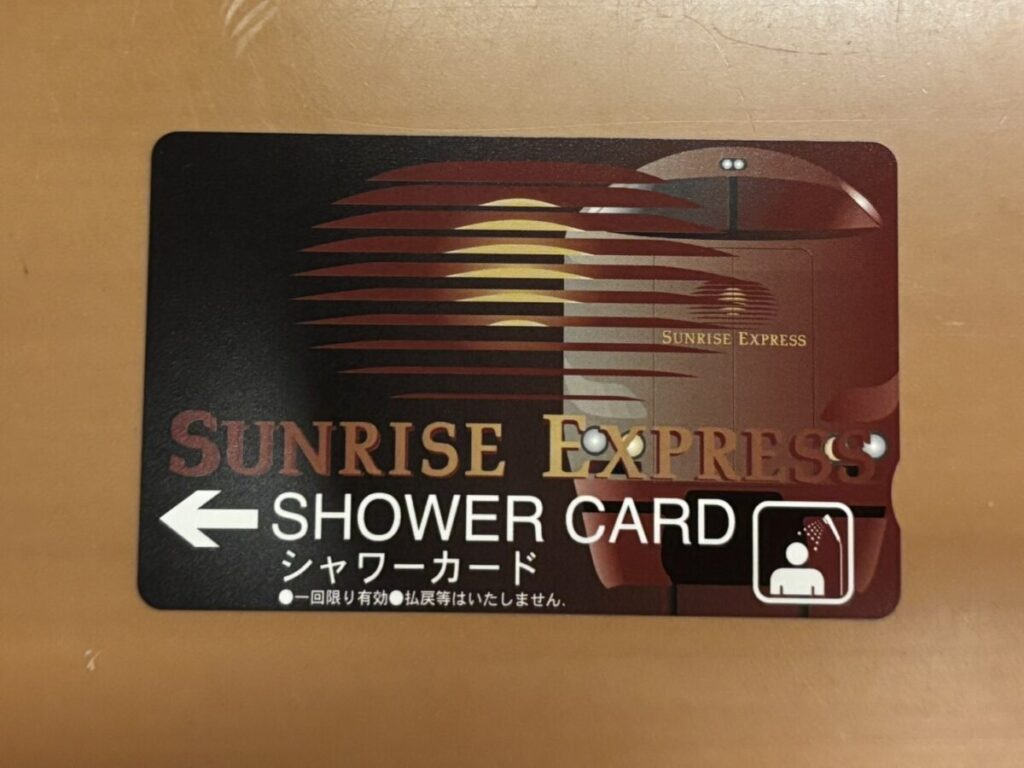 SUNRISE EXPRESS
SUNRISE EXPRESS
SHOWER CARD
シャワーカード
●一回限り有効●払戻等はいたしません.